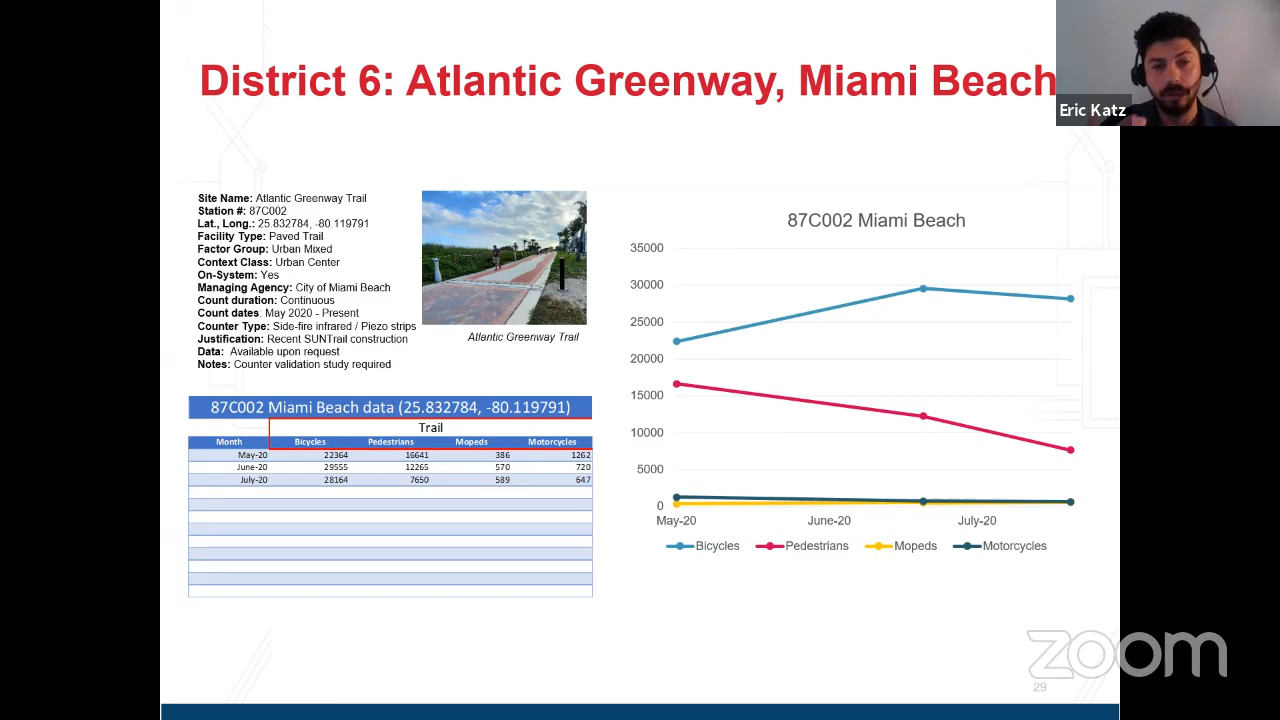 District 6: Atlantic Greenway, Miami Beach
Eric Katz
Site Name: Atlantic Greenway Trail
Station #: 87C002
Lat., Long.: 25.832784, -80.119791
Facility Type: Paved Trail
Factor Group: Urban Mixed
Context Class: Urban Center
On-System: Yes
Managing Agency: City of Miami Beach
Count duration: Continuous
Count dates: May 2020 - Present
Counter Type: Side-fire infrared / Piezo strips
Justification: Recent SUNTrail construction
Data: Available upon request
Notes: Counter validation study required
Atlantic Greenway Trail
87C002 Miami Beach data (25.832784, -80.119791)
Trail
Month Bicycles Pedestrians Mopeds Motorcycles
May-20 22364 16641 386 1262
June-20 29555 12265 570 720
July-20 28164 7650 589 647
87C002 Miami Beach
35000
30000
25000
20000
15000
10000
5000
0
May-20 June-20 July-20
Bicycles Pedestrians Mopeds Motorcycles
zoom
29